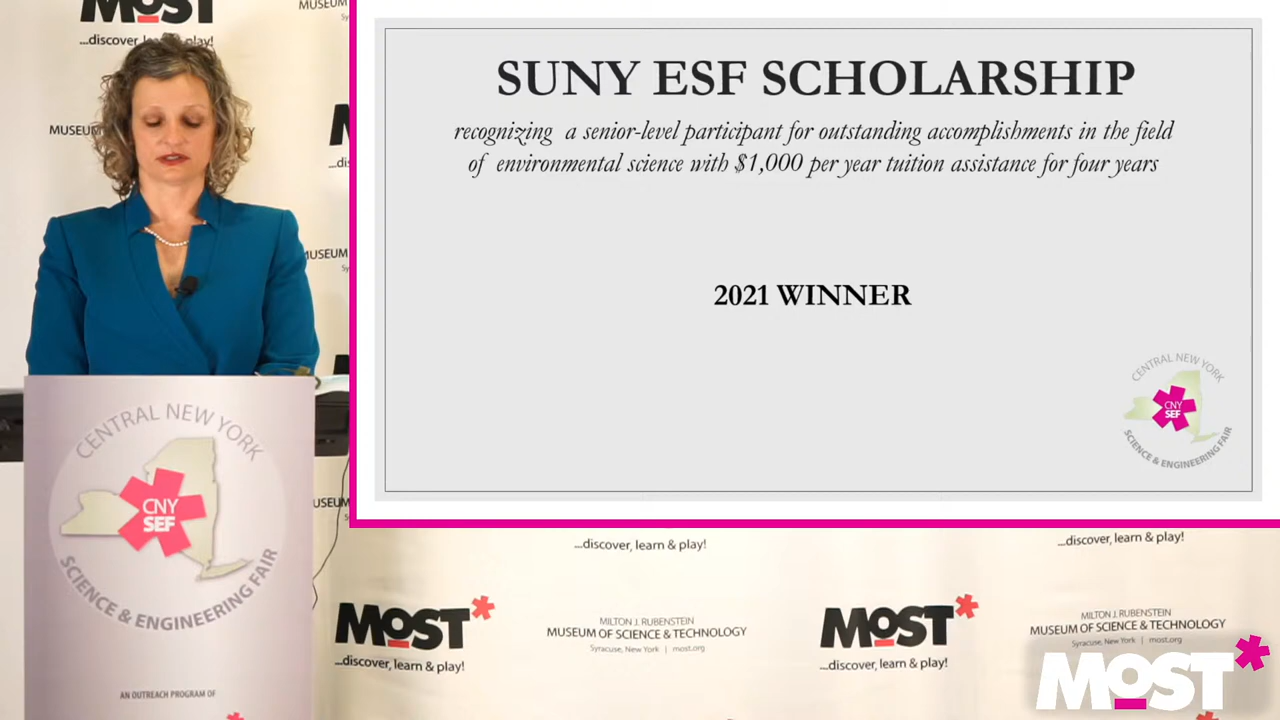 MOST
...discover, learn & play!
MUSEUM
MUSEUM
MUSEUM
MUSEUM
SUNY ESF SCHOLARSHIP
recognizing a senior-level participant for outstanding accomplishments in the field
of environmental science with $1,000 per year tuition assistance for four years
2021 WINNER
CENTRAL NEW YORK
CNY
SEF
SCIENCE & ENGINEERING FAIR
CENTRAL NEW YORK
CNY
SEF
SCIENCE & ENGINEERING FAIR
AN OUTREACH PROGRAM OF
...discover, learn & play!
...discover, learn & play!
MOST
...discover, learn & play!
MILTON J. RUBENSTEIN
MUSEUM OF SCIENCE & TECHNOLOGY
Syracuse, New York | most.org
MOST
...discover, learn & play!
MILTON J. RUBENSTEIN
MUSEUM OF SCIENCE & TECHNOLOGY
Syracuse, New York | most.org
MOST